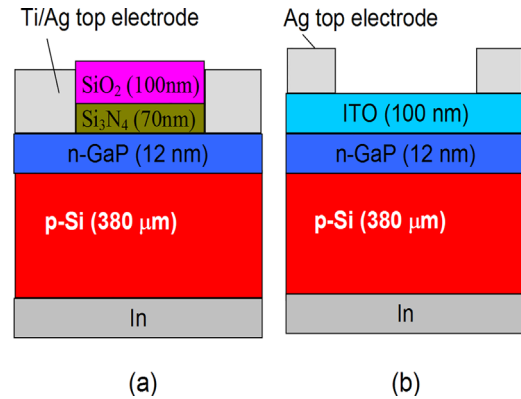 Ti/Ag top electrode
SiO₂ (100nm)
Si₃N₄ (70nm)
n-GaP (12 nm)
p-Si (380 μm)
In
(a)
Ag top electrode
ITO (100 nm)
n-GaP (12 nm)
p-Si (380 μm)
In
(b)